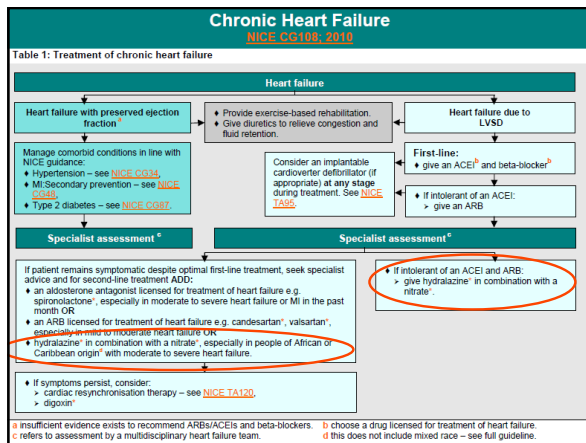 Chronic Heart Failure
NICE CG108; 2010
Table 1: Treatment of chronic heart failure
Heart failure
Heart failure with preserved ejection
fraction a
♦ Provide exercise-based rehabilitation.
♦ Give diuretics to relieve congestion and
fluid retention.
Heart failure due to
LVSD
Manage comorbid conditions in line with
NICE guidance:
♦ Hypertension – see NICE CG34,
♦ MI:Secondary prevention – see NICE
CG48,
♦ Type 2 diabetes – see NICE CG87.
Consider an implantable
cardioverter defibrillator (if
appropriate) at any stage
during treatment. See NICE
TA95.
First-line:
♦ give an ACEI b and beta-blocker b
♦ If intolerant of an ACEI:
➢ give an ARB
Specialist assessment c
Specialist assessment c
If patient remains symptomatic despite optimal first-line treatment, seek specialist
advice and for second-line treatment ADD:
♦ an aldosterone antagonist licensed for treatment of heart failure e.g.
spironolactone*, especially in moderate to severe heart failure or MI in the past
month OR
♦ an ARB licensed for treatment of heart failure e.g. candesartan*, valsartan*,
especially in mild to moderate heart failure OR
♦ hydralazine* in combination with a nitrate*, especially in people of African or
Caribbean origin d with moderate to severe heart failure.
♦ If intolerant of an ACEI and ARB:
➢ give hydralazine* in combination with a
nitrate*.
♦ If symptoms persist, consider:
➢ cardiac resynchronisation therapy – see NICE TA120,
➢ digoxin*
a insufficient evidence exists to recommend ARBs/ACEIs and beta-blockers.
b choose a drug licensed for treatment of heart failure.
c refers to assessment by a multidisciplinary heart failure team.
d this does not include mixed race – see full guideline.